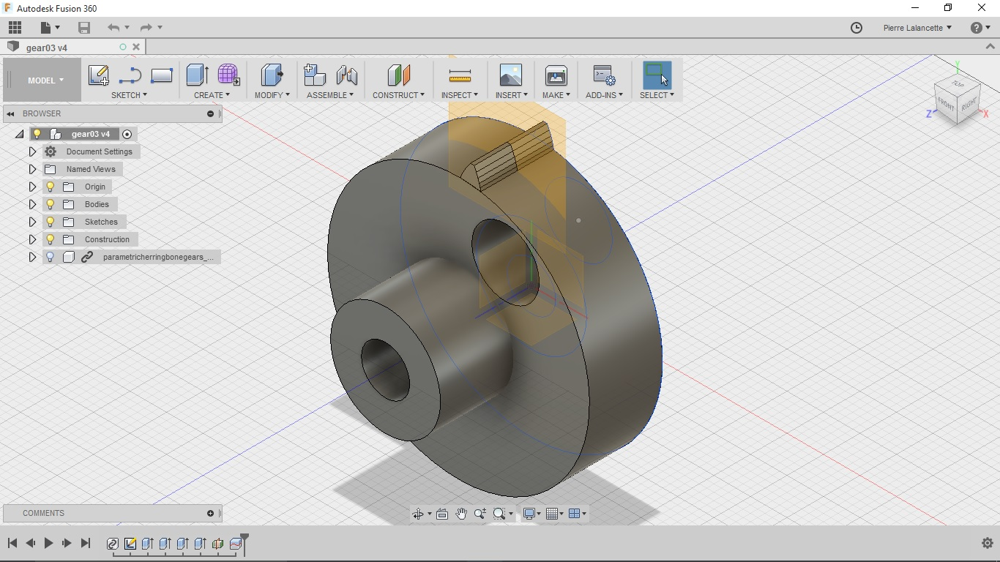 Autodesk Fusion 360
Pierre Lalancette
gear03 v4
MODEL
SKETCH CREATE MODIFY ASSEMBLE CONSTRUCT INSPECT INSERT MAKE ADD-INS SELECT
BROWSER
gear03 v4
Document Settings
Named Views
Origin
Bodies
Sketches
Construction
parametricherringbonegears_...
Y
TOP
FRONT RIGHT
Z X
COMMENTS